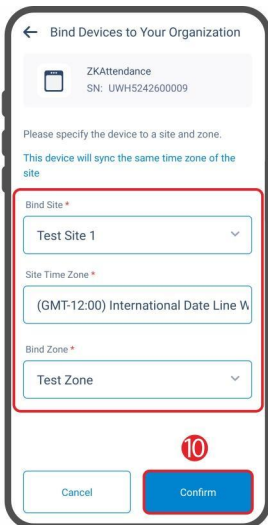 Bind Devices to Your Organization
ZKAttendance
SN: UWH5242600009
Please specify the device to a site and zone.
This device will sync the same time zone of the
site
Bind Site *
Test Site 1
Site Time Zone *
(GMT-12:00) International Date Line W
Bind Zone *
Test Zone
10
Cancel
Confirm